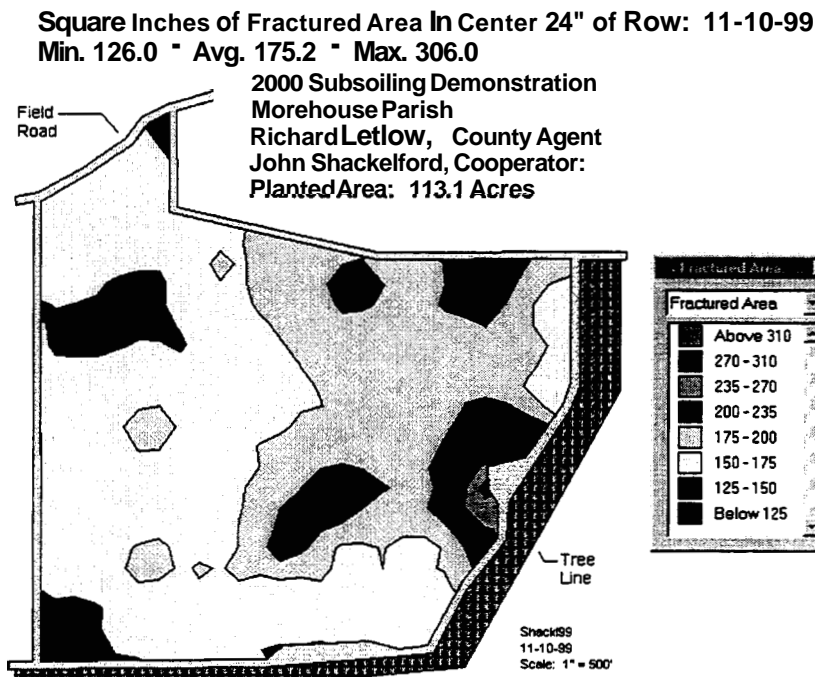 Square Inches of Fractured Area In Center 24" of Row: 11-10-99
Min. 126.0 - Avg. 175.2 - Max. 306.0
2000 Subsoiling Demonstration
Morehouse Parish
Richard Letlow, County Agent
John Shackelford, Cooperator:
Planted Area: 113.1 Acres
Field
Road
Fractured Area
Fractured Area
Above 310
270 - 310
235 - 270
200 - 235
175 - 200
150 - 175
125 - 150
Below 125
Tree
Line
Shackl99
11-10-99
Scale: 1" = 500'